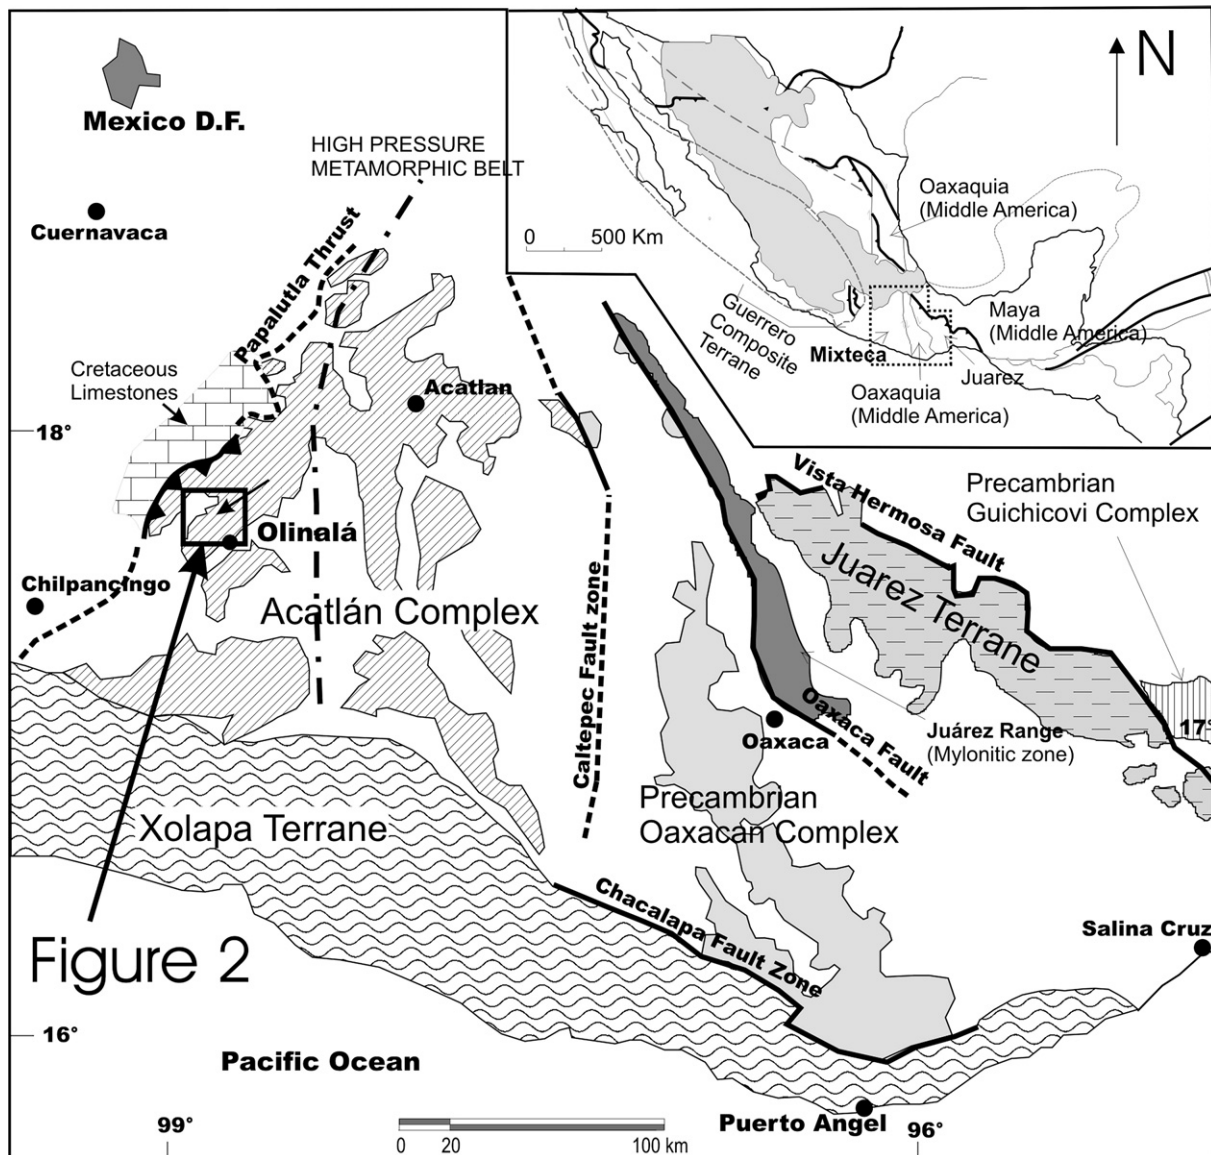 Mexico D.F.
HIGH PRESSURE
METAMORPHIC BELT
Cuernavaca
Papalutla Thrust
Cretaceous
Limestones
Acatlan
18°
Olinalá
Chilpancingo
Acatlán Complex
Caltepec Fault zone
Xolapa Terrane
Figure 2
16°
Pacific Ocean
99°
0
20
100 km
N
Oaxaquia
(Middle America)
0
500 Km
Guerrero
Composite
Terrane
Mixteca
Maya
(Middle America)
Juarez
Oaxaquia
(Middle America)
Vista Hermosa Fault
Precambrian
Guichicovi Complex
Juarez Terrane
17°
Oaxaca Fault
Juárez Range
(Mylonitic zone)
Oaxaca
Precambrian
Oaxacan Complex
Chacalapa Fault Zone
Salina Cruz
Puerto Angel
96°